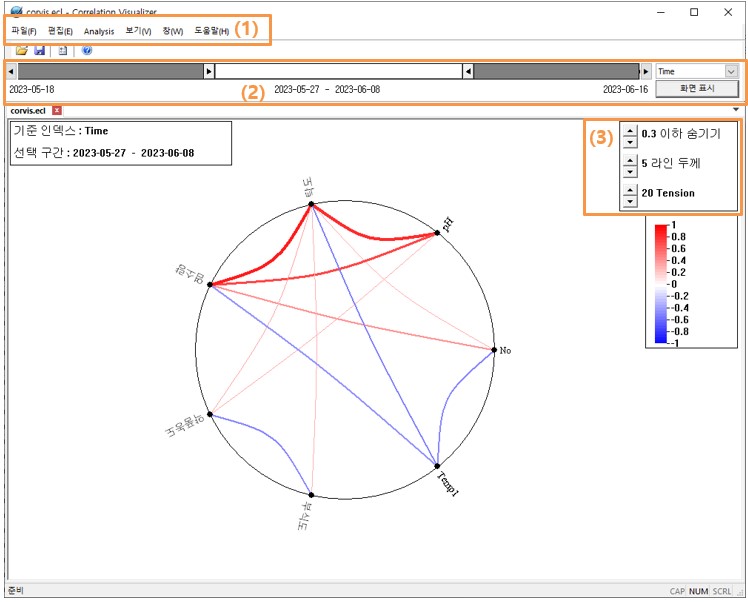 corvis.ecl - Correlation Visualizer
파일(F) 편집(E) Analysis 보기(V) 창(W) 도움말(H) (1)
Time
2023-05-18 (2) 2023-05-27 - 2023-06-08 2023-06-16 화면 표시
corvis.ecl
기준 인덱스 : Time
선택 구간 : 2023-05-27 - 2023-06-08
(3)
0.3 이하 숨기기
5 라인 두께
20 Tension
1
0.8
0.6
0.4
0.2
0
-0.2
-0.4
-0.6
-0.8
-1
pH
No
Temp1
부식도
준비 CAP NUM SCRL